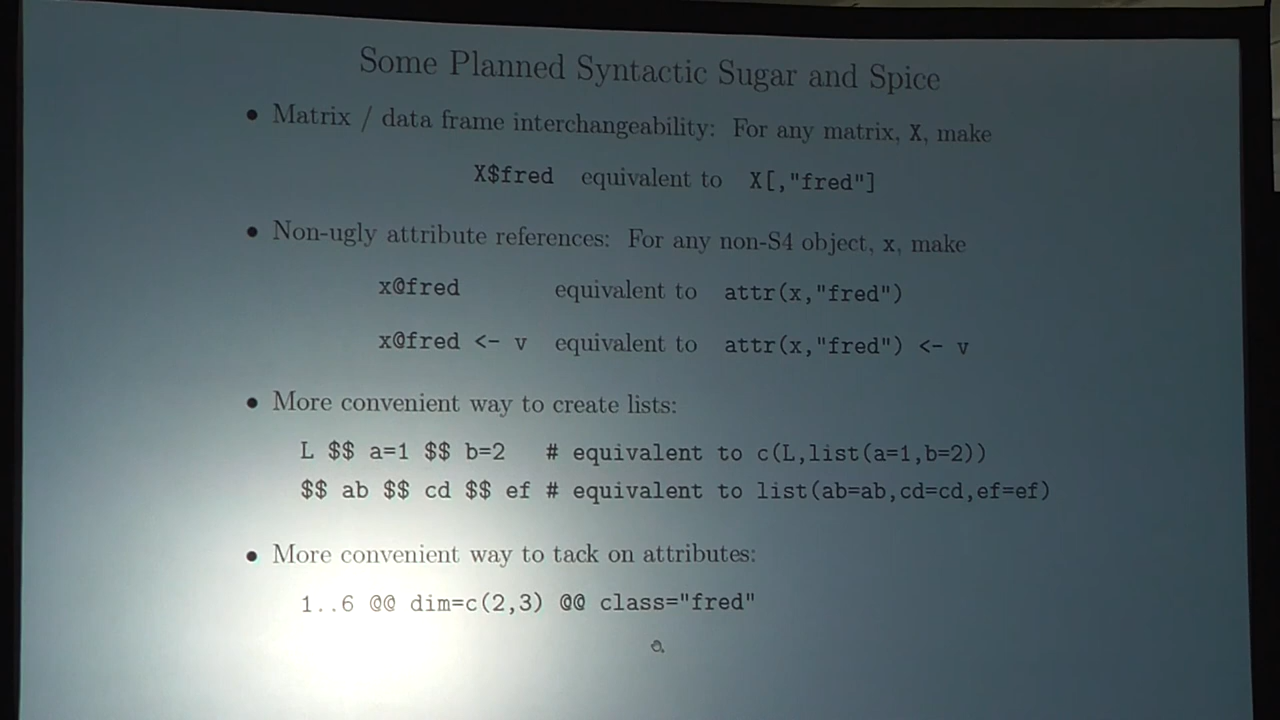 Some Planned Syntactic Sugar and Spice
• Matrix / data frame interchangeability: For any matrix, X, make
X$fred equivalent to X[,"fred"]
• Non-ugly attribute references: For any non-S4 object, x, make
x@fred equivalent to attr(x,"fred")
x@fred <- v equivalent to attr(x,"fred") <- v
• More convenient way to create lists:
L $$ a=1 $$ b=2 # equivalent to c(L,list(a=1,b=2))
$$ ab $$ cd $$ ef # equivalent to list(ab=ab,cd=cd,ef=ef)
• More convenient way to tack on attributes:
1..6 @@ dim=c(2,3) @@ class="fred"